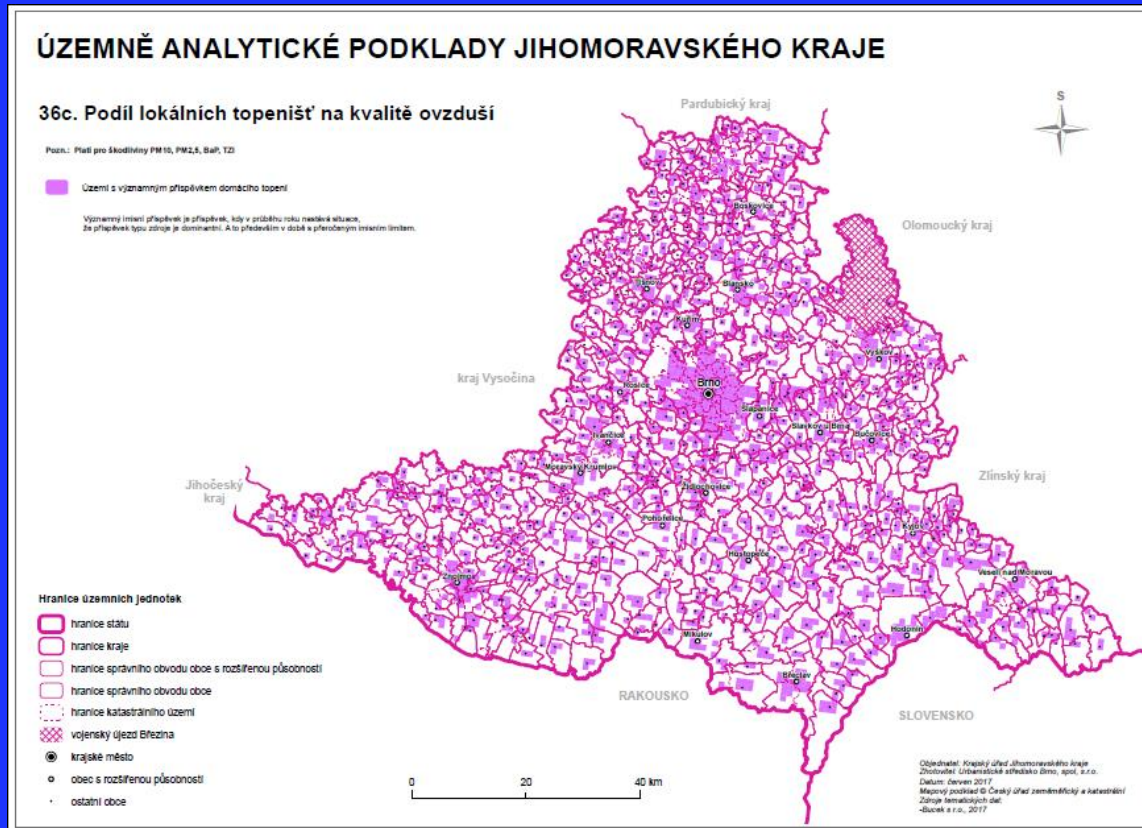 ÚZEMNĚ ANALYTICKÉ PODKLADY JIHOMORAVSKÉHO KRAJE
36c. Podíl lokálních topenišť na kvalitě ovzduší
Pozn.: Platí pro škodliviny PM10, PM2,5, BaP, TZI
Území s významným příspěvkem domácího topení
Významný imisní příspěvek je příspěvek, kdy v průběhu roku nastává situace,
že příspěvek typu zdroje je dominantní. A to především v době s přeročeným imisním limitem.
Pardubický kraj
S
Olomoucký kraj
Boskovice
Tišnov
Blansko
Kuřim
Vyškov
kraj Vysočina
Brno
Rosice
Šlapanice
Slavkov u Brna
Bučovice
Ivančice
Moravský Krumlov
Židlochovice
Zlínský kraj
Jihočeský
kraj
Pohořelice
Kyjov
Hustopeče
Veselí nad Moravou
Znojmo
Mikulov
Hodonín
Břeclav
RAKOUSKO
SLOVENSKO
Hranice územních jednotek
hranice státu
hranice kraje
hranice správního obvodu obce s rozšířenou působností
hranice správního obvodu obce
hranice katastrálního území
vojenský újezd Březina
krajské město
obec s rozšířenou působností
ostatní obce
0 20 40 km
Objednatel: Krajský úřad Jihomoravského kraje
Zhotovitel: Urbanistické středisko Brno, spol. s.r.o.
Datum: červen 2017
Mapový podklad © Český úřad zeměměřický a katastrální
Zdroje tematických dat:
-Bucek s r.o., 2017